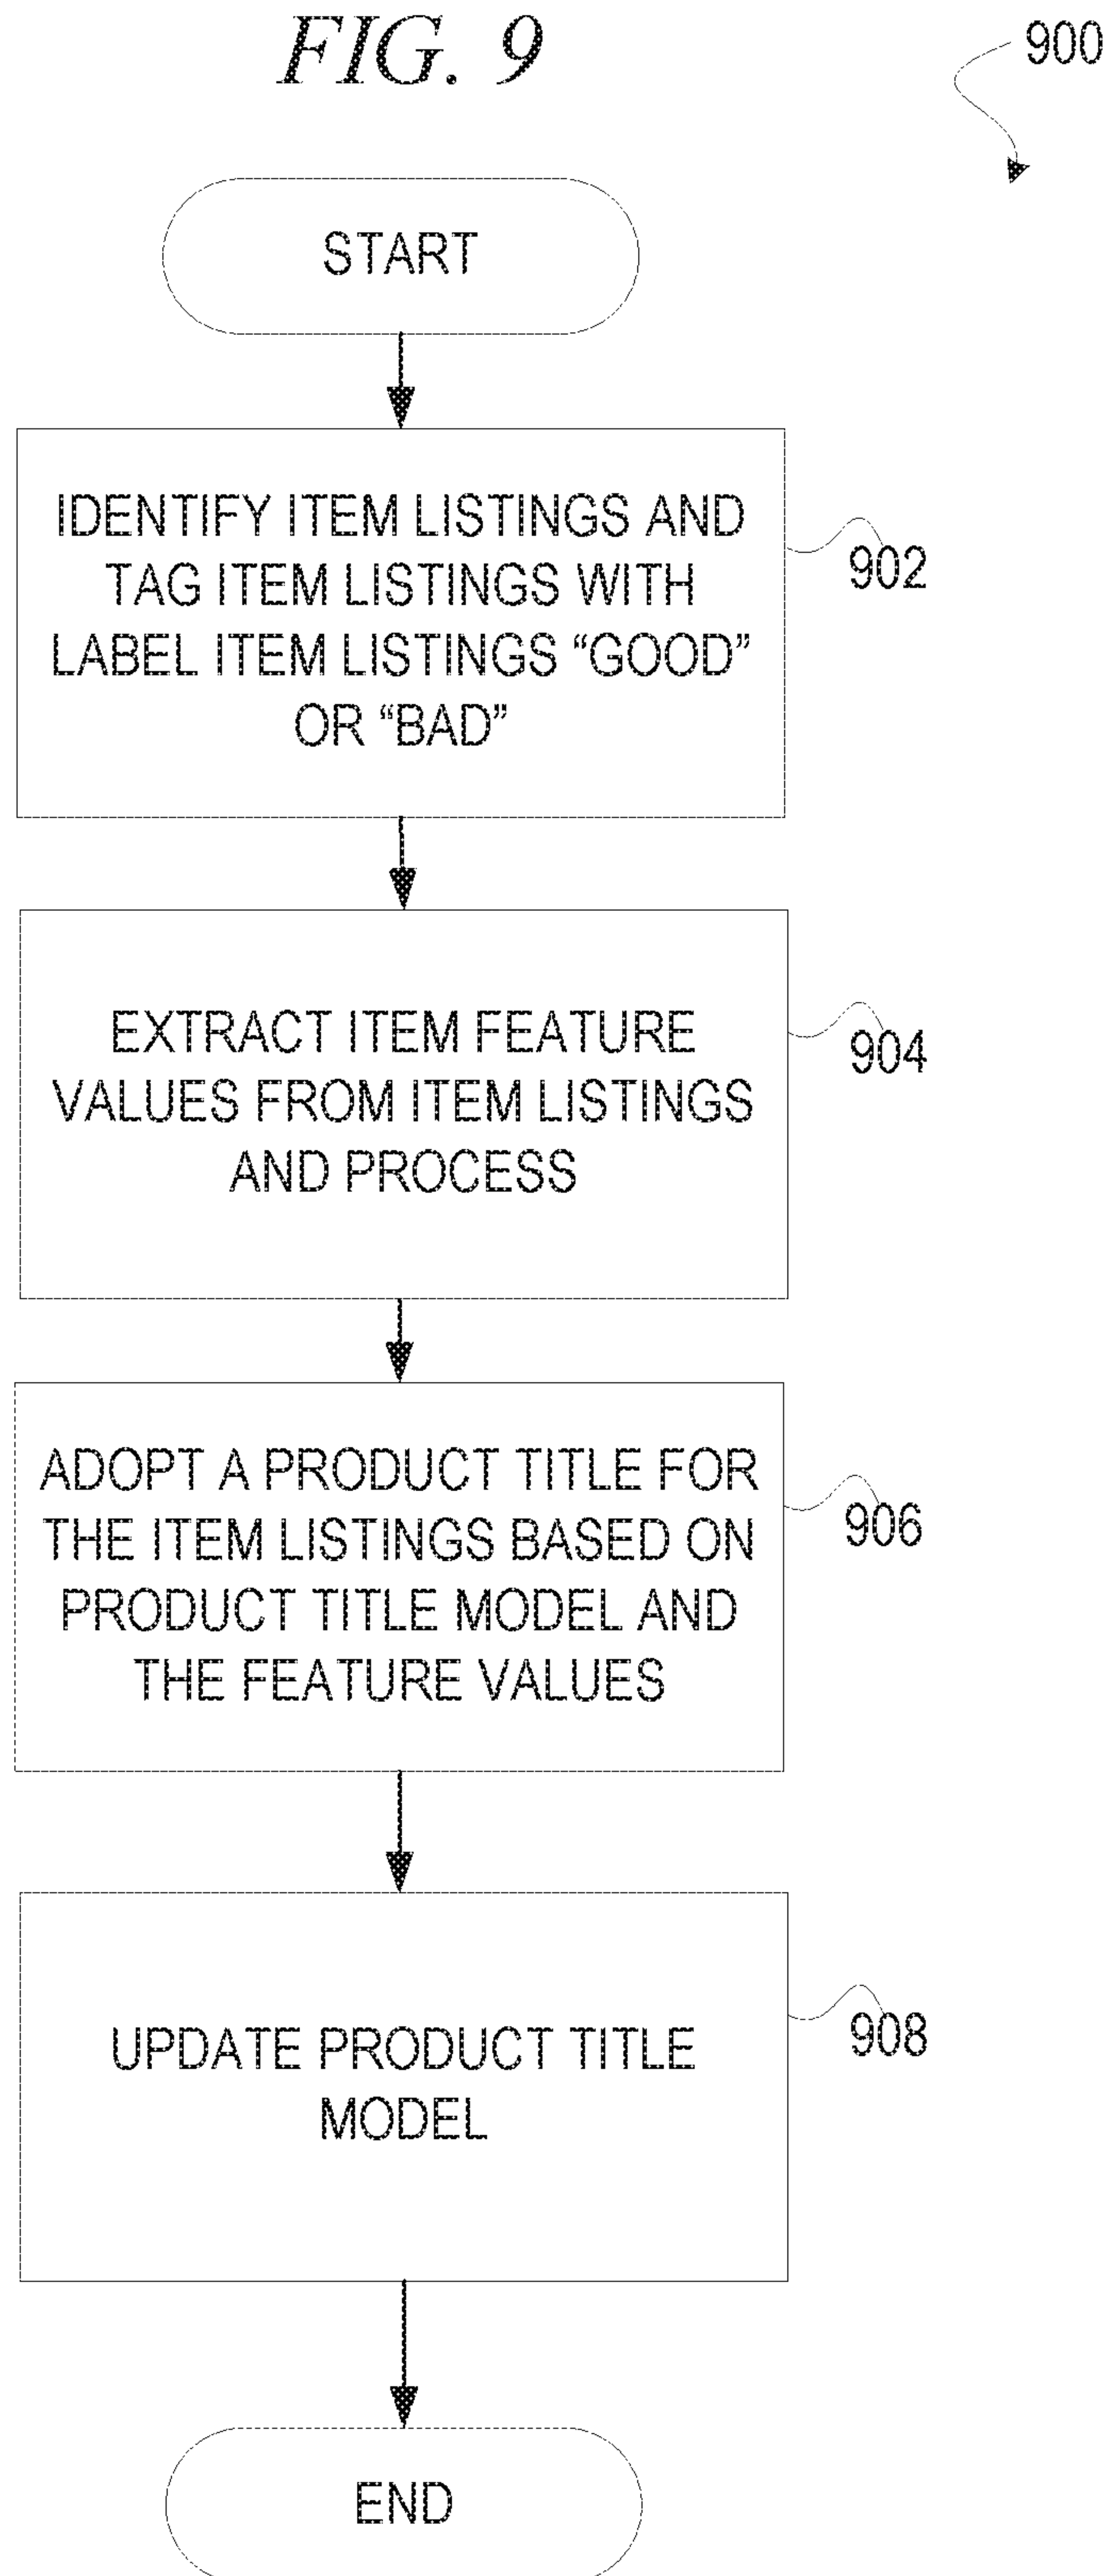 FIG. 9
900
START
IDENTIFY ITEM LISTINGS AND
TAG ITEM LISTINGS WITH
LABEL ITEM LISTINGS “GOOD”
OR “BAD”
902
EXTRACT ITEM FEATURE
VALUES FROM ITEM LISTINGS
AND PROCESS
904
ADOPT A PRODUCT TITLE FOR
THE ITEM LISTINGS BASED ON
PRODUCT TITLE MODEL AND
THE FEATURE VALUES
906
UPDATE PRODUCT TITLE
MODEL
908
END